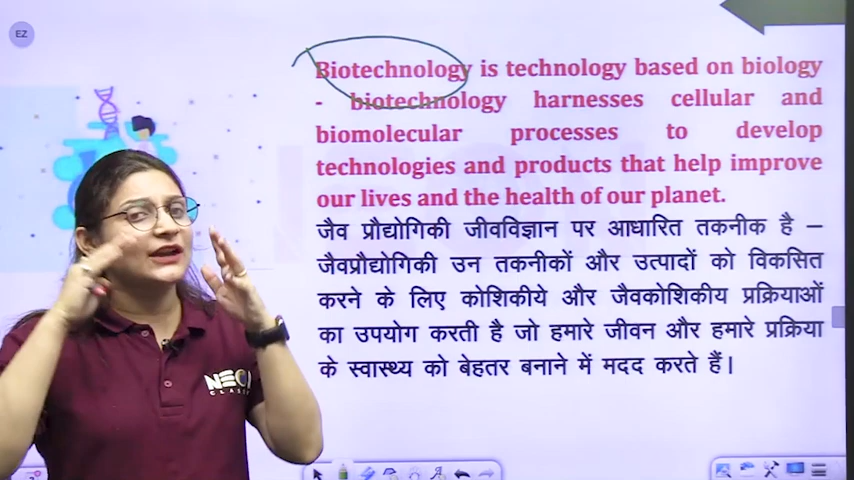 EZ
Biotechnology is technology based on biology
- biotechnology harnesses cellular and
biomolecular processes to develop
technologies and products that help improve
our lives and the health of our planet.
जैव प्रौद्योगिकी जीवविज्ञान पर आधारित तकनीक है –
जैवप्रौद्योगिकी उन तकनीकों और उत्पादों को विकसित
करने के लिए कोशिकीये और जैवकोशिकीय प्रक्रियाओं
का उपयोग करती है जो हमारे जीवन और हमारे प्रक्रिया
के स्वास्थ्य को बेहतर बनाने में मदद करते हैं।